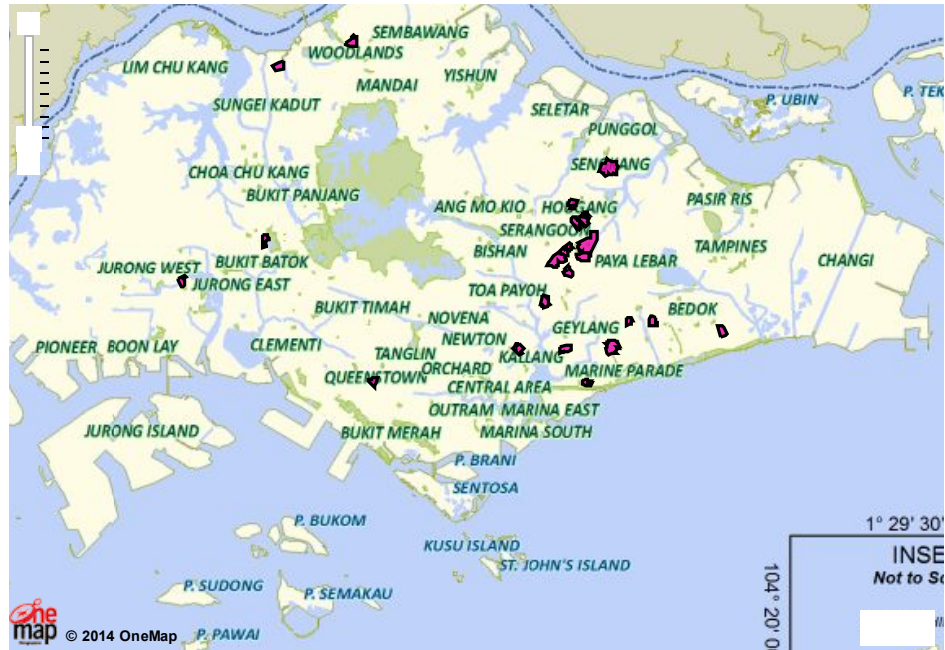 SEMBAWANG
WOODLANDS
LIM CHU KANG
MANDAI
YISHUN
SUNGEI KADUT
SELETAR
P. UBIN
P. TEK
PUNGGOL
SENGKANG
CHOA CHU KANG
BUKIT PANJANG
ANG MO KIO
HOUGANG
PASIR RIS
SERANGOON
BISHAN
TAMPINES
PAYA LEBAR
CHANGI
JURONG WEST
BUKIT BATOK
JURONG EAST
TOA PAYOH
BUKIT TIMAH
NOVENA
BEDOK
GEYLANG
PIONEER
BOON LAY
CLEMENTI
NEWTON
TANGLIN
KALLANG
ORCHARD
MARINE PARADE
QUEENSTOWN
CENTRAL AREA
OUTRAM
MARINA EAST
JURONG ISLAND
BUKIT MERAH
MARINA SOUTH
P. BRANI
SENTOSA
P. BUKOM
KUSU ISLAND
ST. JOHN'S ISLAND
P. SUDONG
P. SEMAKAU
P. PAWAI
1° 29' 30'
INSE
Not to Sc
104° 20' 0
One
map
© 2014 OneMap